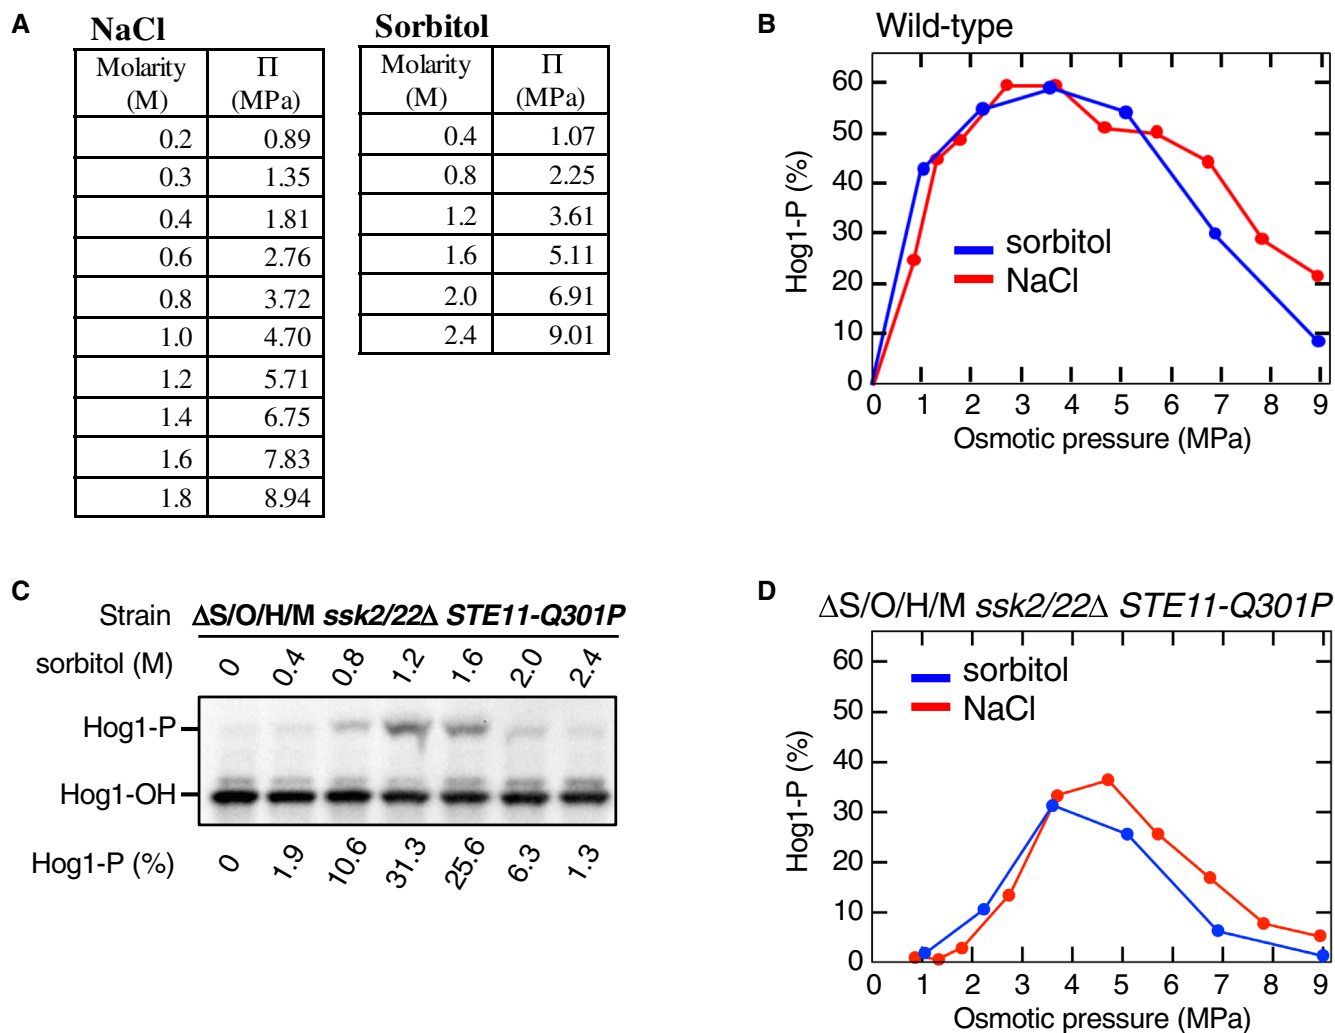 A
NaCl
Molarity (M) Π (MPa)
0.2 0.89
0.3 1.35
0.4 1.81
0.6 2.76
0.8 3.72
1.0 4.70
1.2 5.71
1.4 6.75
1.6 7.83
1.8 8.94
Sorbitol
Molarity (M) Π (MPa)
0.4 1.07
0.8 2.25
1.2 3.61
1.6 5.11
2.0 6.91
2.4 9.01
B
Wild-type
Hog1-P (%)
60
50
40
30
20
10
0
sorbitol
NaCl
0 1 2 3 4 5 6 7 8 9
Osmotic pressure (MPa)
C
Strain ΔS/O/H/M ssk2/22Δ STE11-Q301P
sorbitol (M) 0 0.4 0.8 1.2 1.6 2.0 2.4
Hog1-P
Hog1-OH
Hog1-P (%) 0 1.9 10.6 31.3 25.6 6.3 1.3
D
ΔS/O/H/M ssk2/22Δ STE11-Q301P
Hog1-P (%)
60
50
40
30
20
10
0
sorbitol
NaCl
0 1 2 3 4 5 6 7 8 9
Osmotic pressure (MPa)